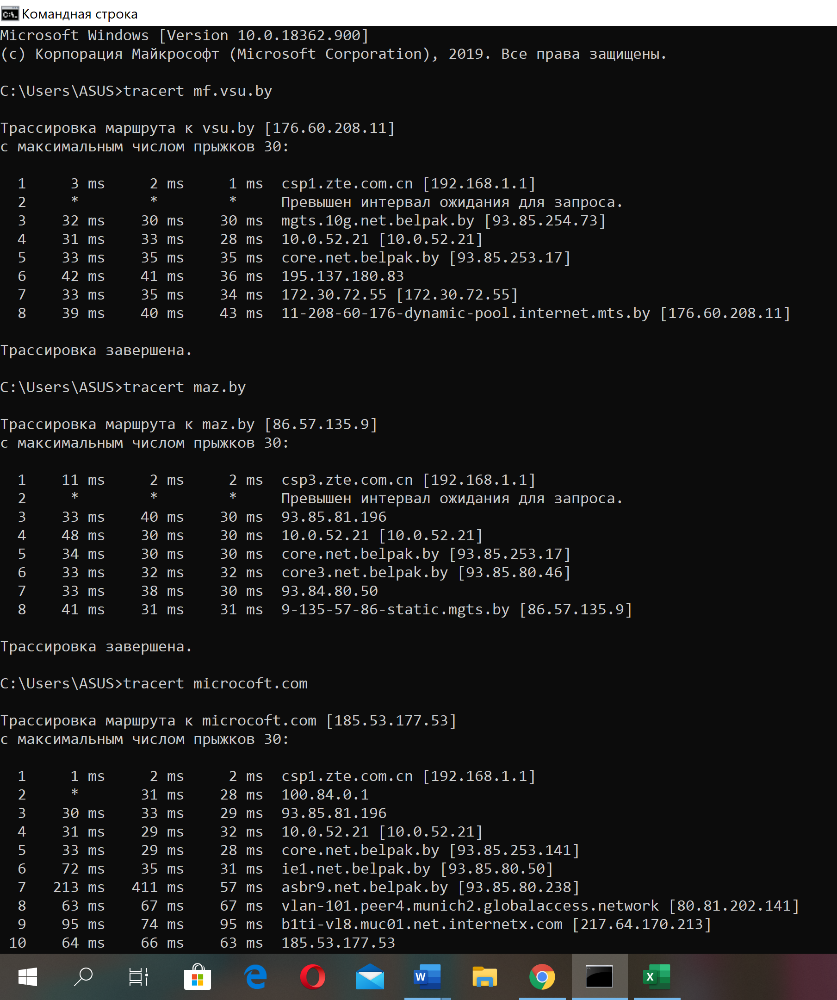 Командная строка
Microsoft Windows [Version 10.0.18362.900]
(c) Корпорация Майкрософт (Microsoft Corporation), 2019. Все права защищены.
C:\Users\ASUS>tracert mf.vsu.by
Трассировка маршрута к vsu.by [176.60.208.11]
с максимальным числом прыжков 30:
1 3 ms 2 ms 1 ms csp1.zte.com.cn [192.168.1.1]
2 * * * Превышен интервал ожидания для запроса.
3 32 ms 30 ms 30 ms mgts.10g.net.belpak.by [93.85.254.73]
4 31 ms 33 ms 28 ms 10.0.52.21 [10.0.52.21]
5 33 ms 35 ms 35 ms core.net.belpak.by [93.85.253.17]
6 42 ms 41 ms 36 ms 195.137.180.83
7 33 ms 35 ms 34 ms 172.30.72.55 [172.30.72.55]
8 39 ms 40 ms 43 ms 11-208-60-176-dynamic-pool.internet.mts.by [176.60.208.11]
Трассировка завершена.
C:\Users\ASUS>tracert maz.by
Трассировка маршрута к maz.by [86.57.135.9]
с максимальным числом прыжков 30:
1 11 ms 2 ms 2 ms csp3.zte.com.cn [192.168.1.1]
2 * * * Превышен интервал ожидания для запроса.
3 33 ms 40 ms 30 ms 93.85.81.196
4 48 ms 30 ms 30 ms 10.0.52.21 [10.0.52.21]
5 34 ms 30 ms 30 ms core.net.belpak.by [93.85.253.17]
6 33 ms 32 ms 32 ms core3.net.belpak.by [93.85.80.46]
7 33 ms 38 ms 30 ms 93.84.80.50
8 41 ms 31 ms 31 ms 9-135-57-86-static.mgts.by [86.57.135.9]
Трассировка завершена.
C:\Users\ASUS>tracert microcoft.com
Трассировка маршрута к microcoft.com [185.53.177.53]
с максимальным числом прыжков 30:
1 1 ms 2 ms 2 ms csp1.zte.com.cn [192.168.1.1]
2 * 31 ms 28 ms 100.84.0.1
3 30 ms 33 ms 29 ms 93.85.81.196
4 31 ms 29 ms 32 ms 10.0.52.21 [10.0.52.21]
5 33 ms 29 ms 28 ms core.net.belpak.by [93.85.253.141]
6 72 ms 35 ms 31 ms ie1.net.belpak.by [93.85.80.50]
7 213 ms 411 ms 57 ms asbr9.net.belpak.by [93.85.80.238]
8 63 ms 67 ms 67 ms vlan-101.peer4.munich2.globalaccess.network [80.81.202.141]
9 95 ms 74 ms 95 ms b1ti-vl8.muc01.net.internetx.com [217.64.170.213]
10 64 ms 66 ms 63 ms 185.53.177.53